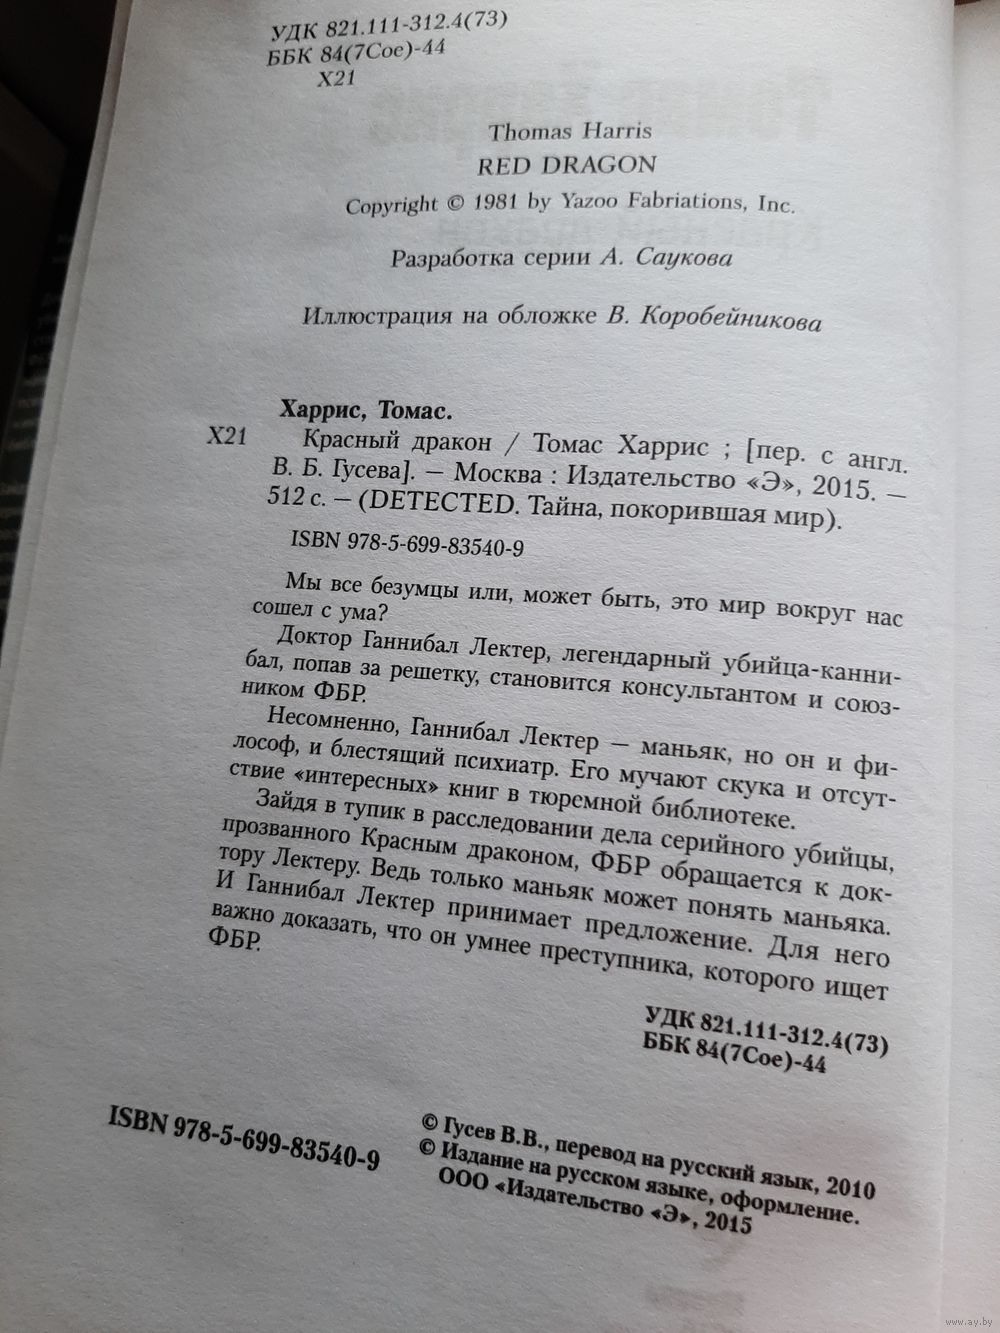 УДК 821.111-312.4(73)
ББК 84(7Сое)-44
Х21
Thomas Harris
RED DRAGON
Copyright © 1981 by Yazoo Fabriations, Inc.
Разработка серии А. Саукова
Иллюстрация на обложке В. Коробейникова
Харрис, Томас.
Х21 Красный дракон / Томас Харрис ; [пер. с англ.
В. Б. Гусева]. — Москва : Издательство «Э», 2015. —
512 с. — (DETECTED. Тайна, покорившая мир).
ISBN 978-5-699-83540-9
Мы все безумцы или, может быть, это мир вокруг нас
сошел с ума?
Доктор Ганнибал Лектер, легендарный убийца-канни-
бал, попав за решетку, становится консультантом и союз-
ником ФБР.
Несомненно, Ганнибал Лектер — маньяк, но он и фи-
лософ, и блестящий психиатр. Его мучают скука и отсут-
ствие «интересных» книг в тюремной библиотеке.
Зайдя в тупик в расследовании дела серийного убийцы,
прозванного Красным драконом, ФБР обращается к док-
тору Лектеру. Ведь только маньяк может понять маньяка.
И Ганнибал Лектер принимает предложение. Для него
важно доказать, что он умнее преступника, которого ищет
ФБР.
УДК 821.111-312.4(73)
ББК 84(7Сое)-44
© Гусев В.В., перевод на русский язык, 2010
© Издание на русском языке, оформление.
ООО «Издательство «Э», 2015
ISBN 978-5-699-83540-9
www.ay.by